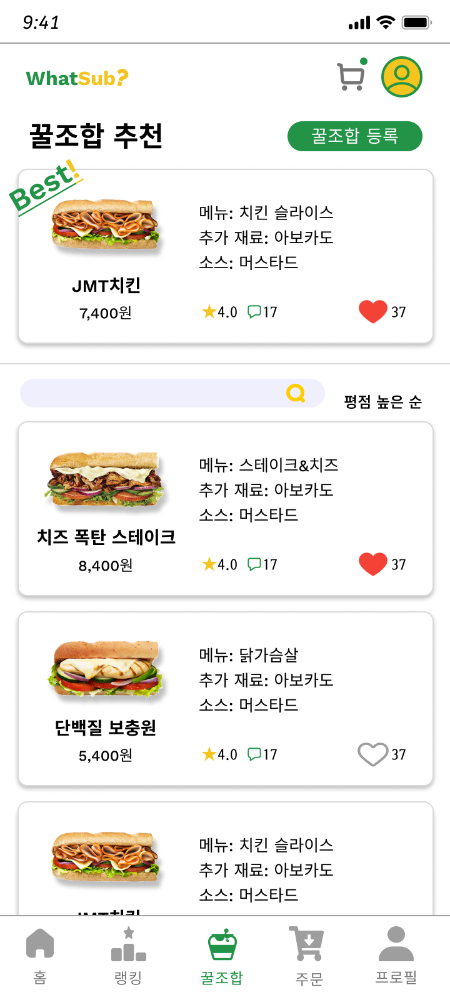 9:41
WhatSub?
꿀조합 추천
꿀조합 등록
Best!
메뉴: 치킨 슬라이스
추가 재료: 아보카도
소스: 머스타드
JMT치킨
7,400원
★4.0 17
37
평점 높은 순
메뉴: 스테이크&치즈
추가 재료: 아보카도
소스: 머스타드
치즈 폭탄 스테이크
8,400원
★4.0 17
37
메뉴: 닭가슴살
추가 재료: 아보카도
소스: 머스타드
단백질 보충원
5,400원
★4.0 17
37
메뉴: 치킨 슬라이스
추가 재료: 아보카도
소스: 머스타드
JMT치킨
홈
랭킹
꿀조합
주문
프로필